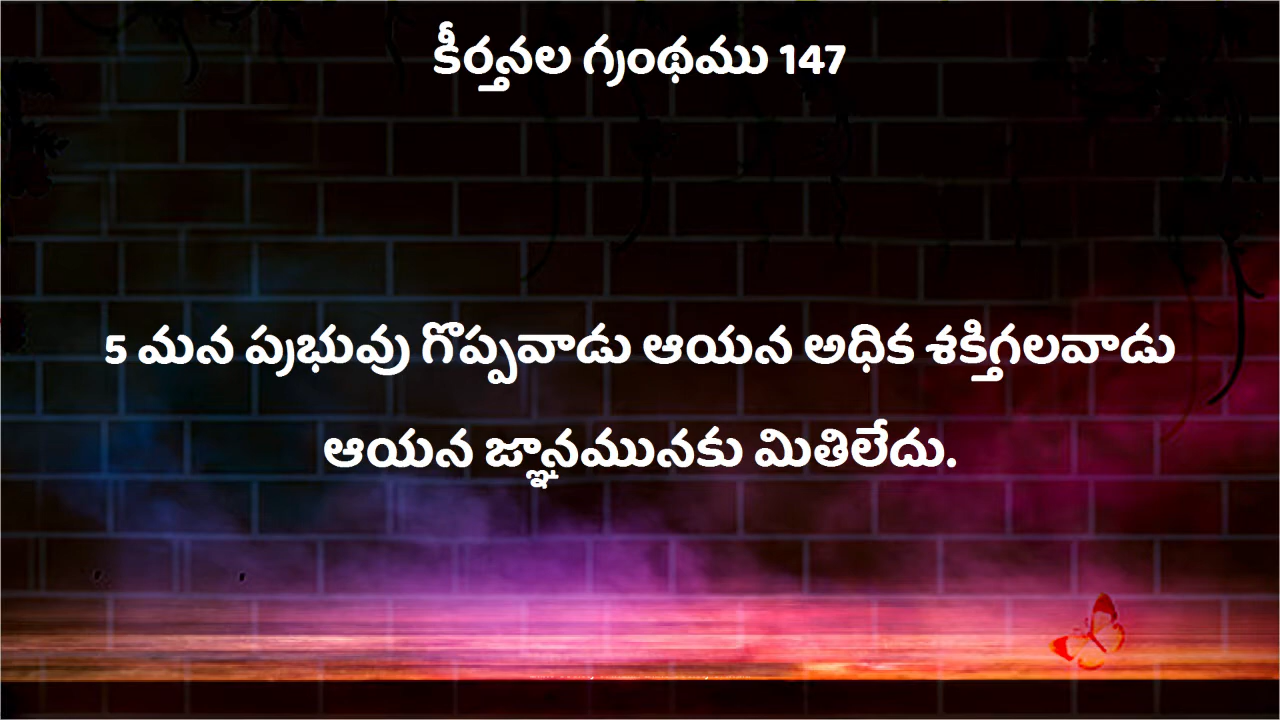 కీర్తనల గ్రంథము 147
5 మన ప్రభువు గొప్పవాడు ఆయన అధిక శక్తిగలవాడు
ఆయన జ్ఞానమునకు మితిలేదు.